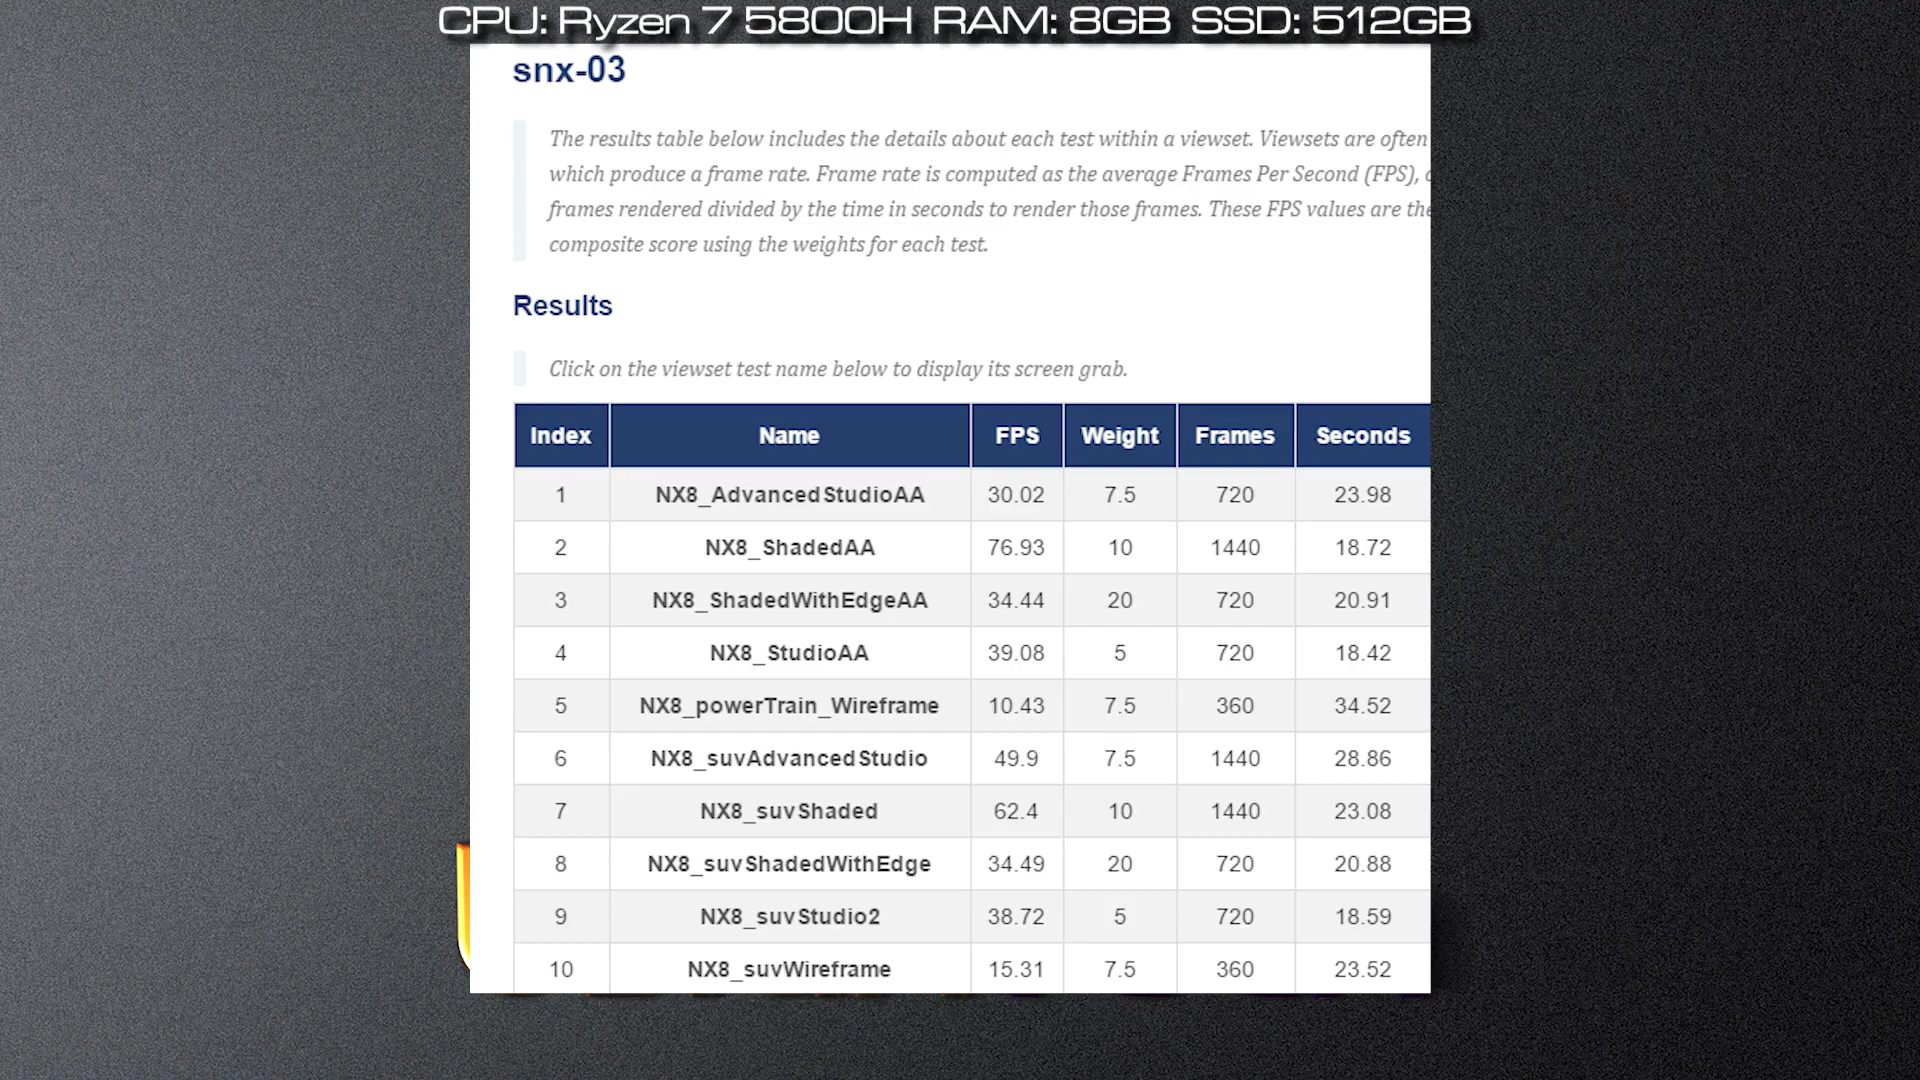 CPU: Ryzen 7 5800H RAM: 8GB SSD: 512GB
snx-03
The results table below includes the details about each test within a viewset. Viewsets are often
which produce a frame rate. Frame rate is computed as the average Frames Per Second (FPS),
frames rendered divided by the time in seconds to render those frames. These FPS values are the
composite score using the weights for each test.
Results
Click on the viewset test name below to display its screen grab.
Index Name FPS Weight Frames Seconds
1 NX8_AdvancedStudioAA 30.02 7.5 720 23.98
2 NX8_ShadedAA 76.93 10 1440 18.72
3 NX8_ShadedWithEdgeAA 34.44 20 720 20.91
4 NX8_StudioAA 39.08 5 720 18.42
5 NX8_powerTrain_Wireframe 10.43 7.5 360 34.52
6 NX8_suvAdvancedStudio 49.9 7.5 1440 28.86
7 NX8_suvShaded 62.4 10 1440 23.08
8 NX8_suvShadedWithEdge 34.49 20 720 20.88
9 NX8_suvStudio2 38.72 5 720 18.59
10 NX8_suvWireframe 15.31 7.5 360 23.52